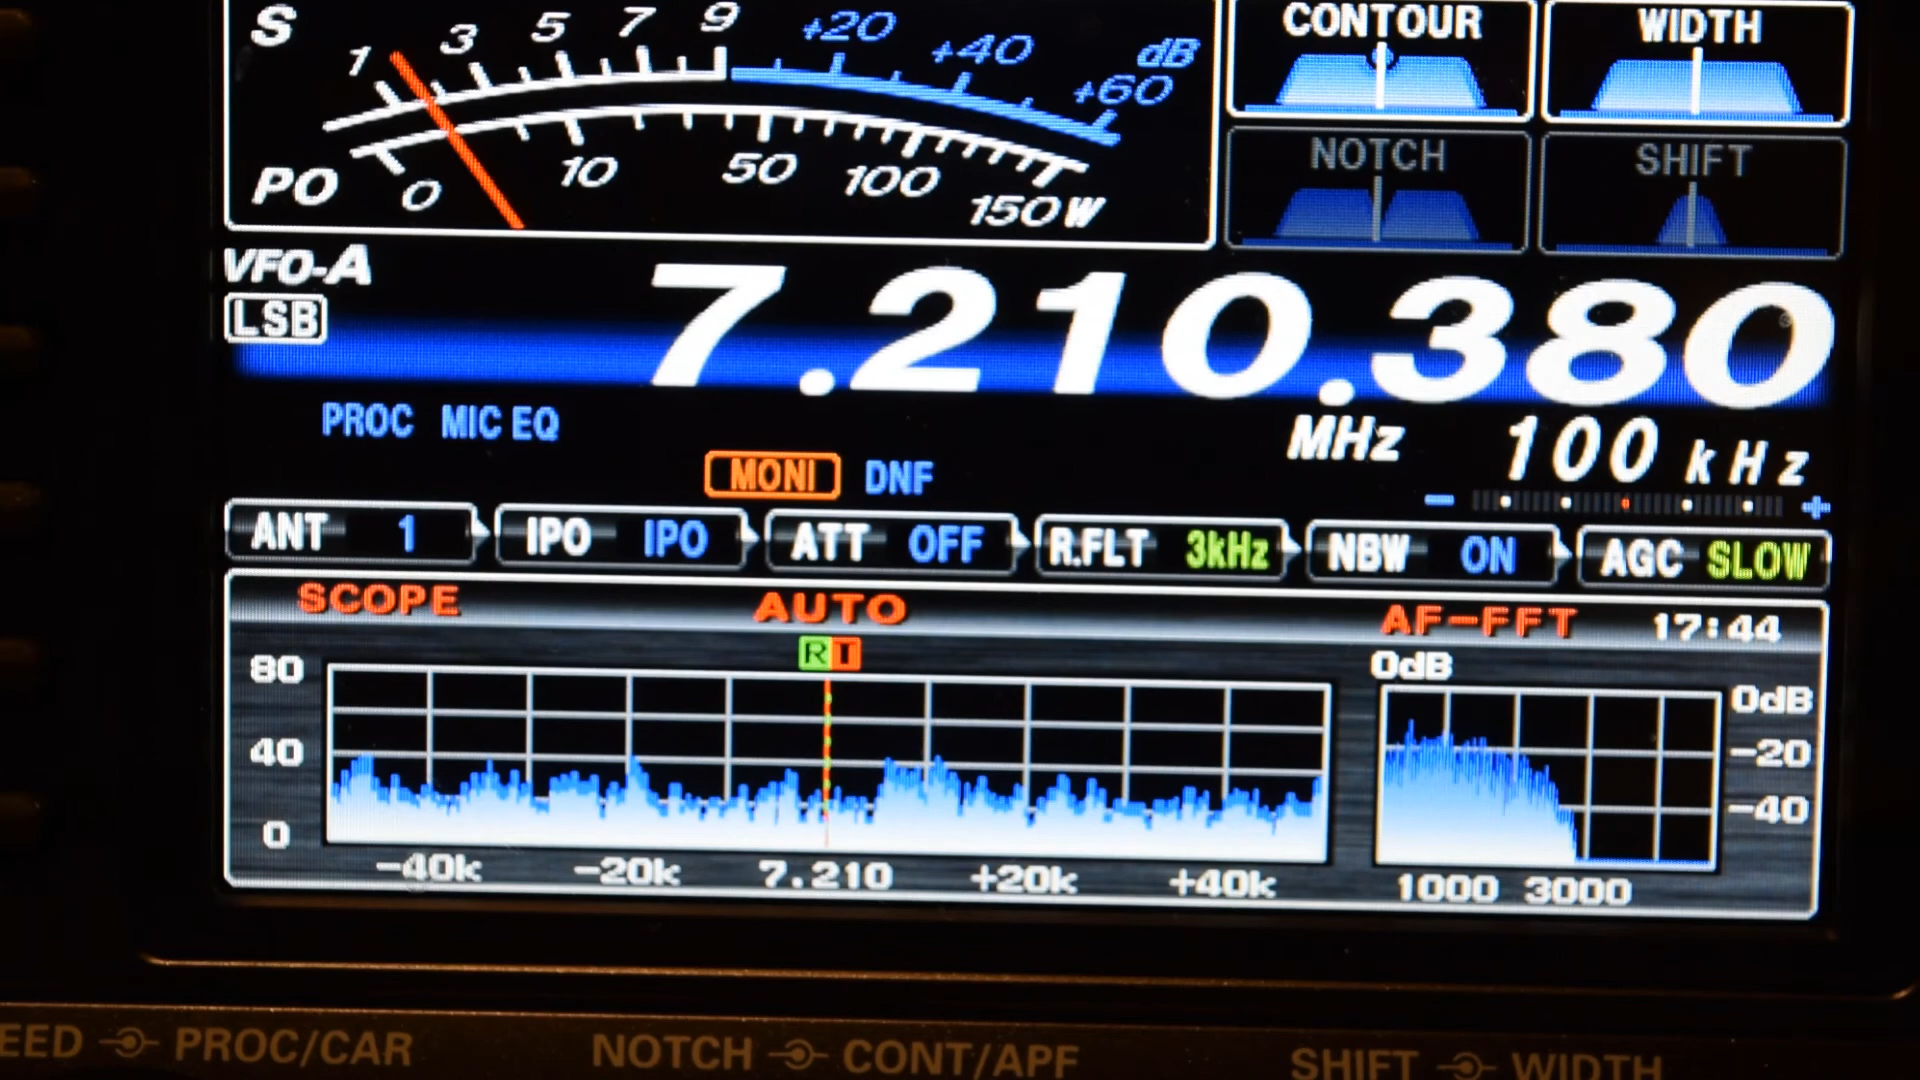 S 1 3 5 7 9 +20 +40 +60 dB
PO 0 10 50 100 150 W
CONTOUR WIDTH
NOTCH SHIFT
VFO-A
LSB 7.210.380
PROC MIC EQ MHz 100 kHz
MONI DNF
- +
ANT 1 IPO IPO ATT OFF R.FLT 3kHz NBW ON AGC SLOW
SCOPE AUTO AF-FFT 17:44
R T
80 0dB 0dB
40 -20
-40
0
-40k -20k 7.210 +20k +40k 1000 3000
EED PROC/CAR NOTCH CONT/APF SHIFT WIDTH